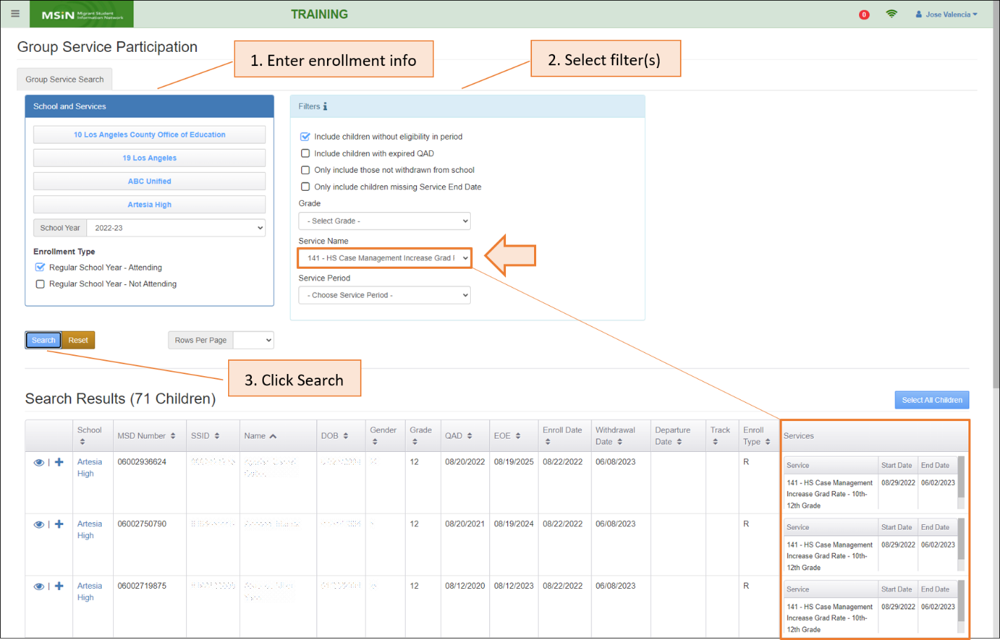 MSiN Migrant Student
Information Network
TRAINING
0
Jose Valencia
Group Service Participation
1. Enter enrollment info
2. Select filter(s)
Group Service Search
School and Services
10 Los Angeles County Office of Education
19 Los Angeles
ABC Unified
Artesia High
School Year 2022-23
Enrollment Type
Regular School Year - Attending
Regular School Year - Not Attending
Filters
Include children without eligibility in period
Include children with expired QAD
Only include those not withdrawn from school
Only include children missing Service End Date
Grade
- Select Grade -
Service Name
141 - HS Case Management Increase Grad
Service Period
- Choose Service Period -
Search Reset
Rows Per Page
3. Click Search
Search Results (71 Children)
Select All Children
School MSD Number SSID Name DOB Gender Grade QAD EOE Enroll Date Withdrawal Date Departure Date Track Enroll Type Services
Artesia High 06002936624 12 08/20/2022 08/19/2025 08/22/2022 06/08/2023 R
Service Start Date End Date
141 - HS Case Management 08/29/2022 06/02/2023
Increase Grad Rate - 10th-
12th Grade
Artesia High 06002750790 12 08/20/2021 08/19/2024 08/22/2022 06/08/2023 R
Service Start Date End Date
141 - HS Case Management 08/29/2022 06/02/2023
Increase Grad Rate - 10th-
12th Grade
Artesia High 06002719875 12 08/12/2020 08/12/2023 08/22/2022 06/08/2023 R
Service Start Date End Date
141 - HS Case Management 08/29/2022 06/02/2023
Increase Grad Rate - 10th-
12th Grade